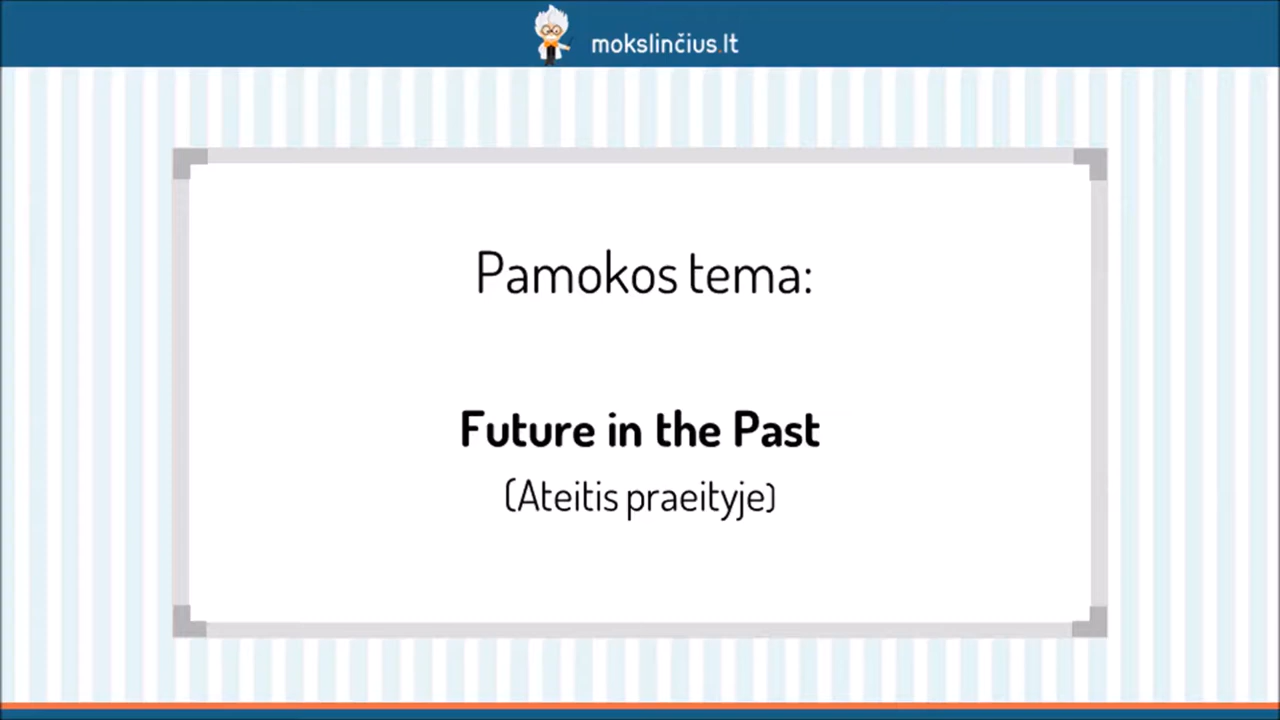 mokslinčius.lt
Pamokos tema:
Future in the Past
(Ateitis praeityje)